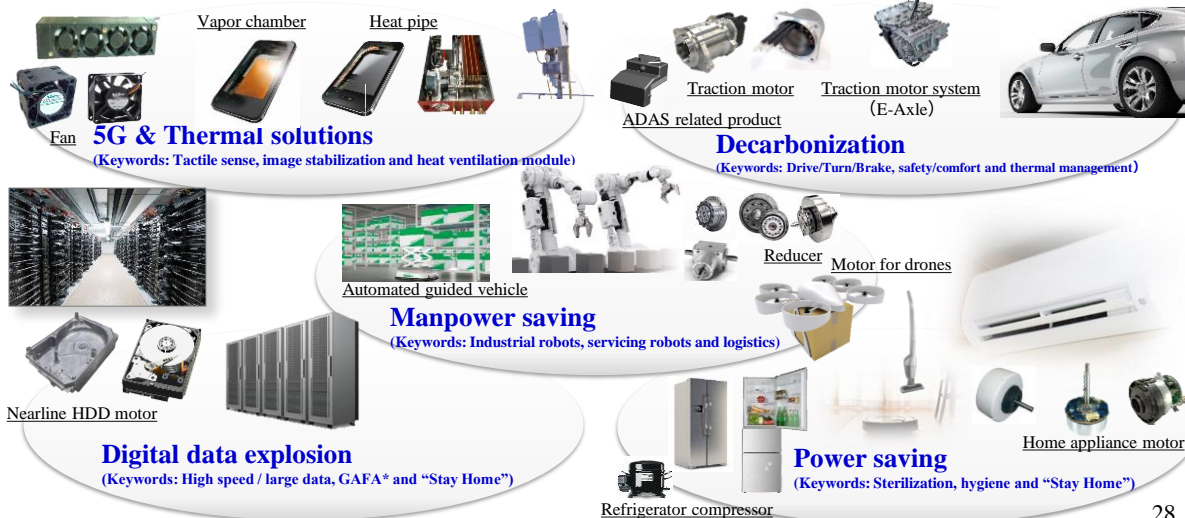 Vapor chamber
Heat pipe
Fan
5G & Thermal solutions
(Keywords: Tactile sense, image stabilization and heat ventilation module)
Traction motor
Traction motor system
(E-Axle)
ADAS related product
Decarbonization
(Keywords: Drive/Turn/Brake, safety/comfort and thermal management)
Automated guided vehicle
Reducer
Motor for drones
Manpower saving
(Keywords: Industrial robots, servicing robots and logistics)
Nearline HDD motor
Digital data explosion
(Keywords: High speed / large data, GAFA* and “Stay Home”)
Home appliance motor
Power saving
(Keywords: Sterilization, hygiene and “Stay Home”)
Refrigerator compressor
28